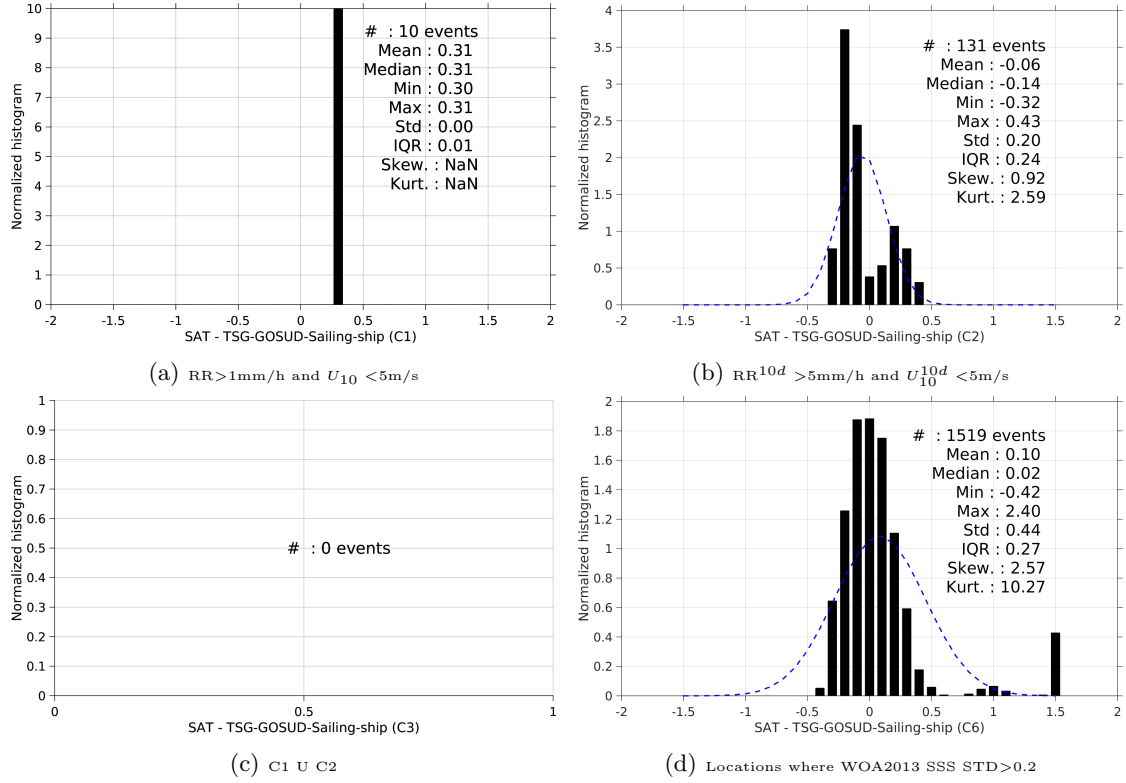 10
9
8
7
6
5
4
3
2
1
0
Normalized histogram
# : 10 events
Mean : 0.31
Median : 0.31
Min : 0.30
Max : 0.31
Std : 0.00
IQR : 0.01
Skew. : NaN
Kurt. : NaN
-2 -1.5 -1 -0.5 0 0.5 1 1.5 2
SAT - TSG-GOSUD-Sailing-ship (C1)
(a) RR>1mm/h and U10 <5m/s
4
3.5
3
2.5
2
1.5
1
0.5
0
Normalized histogram
# : 131 events
Mean : -0.06
Median : -0.14
Min : -0.32
Max : 0.43
Std : 0.20
IQR : 0.24
Skew. : 0.92
Kurt. : 2.59
-2 -1.5 -1 -0.5 0 0.5 1 1.5 2
SAT - TSG-GOSUD-Sailing-ship (C2)
(b) RR^10d >5mm/h and U_10^10d <5m/s
1
0.9
0.8
0.7
0.6
0.5
0.4
0.3
0.2
0.1
0
Normalized histogram
# : 0 events
0 0.5 1
SAT - TSG-GOSUD-Sailing-ship (C3)
(c) C1 U C2
2
1.8
1.6
1.4
1.2
1
0.8
0.6
0.4
0.2
0
Normalized histogram
# : 1519 events
Mean : 0.10
Median : 0.02
Min : -0.42
Max : 2.40
Std : 0.44
IQR : 0.27
Skew. : 2.57
Kurt. : 10.27
-2 -1.5 -1 -0.5 0 0.5 1 1.5 2
SAT - TSG-GOSUD-Sailing-ship (C6)
(d) Locations where WOA2013 SSS STD>0.2